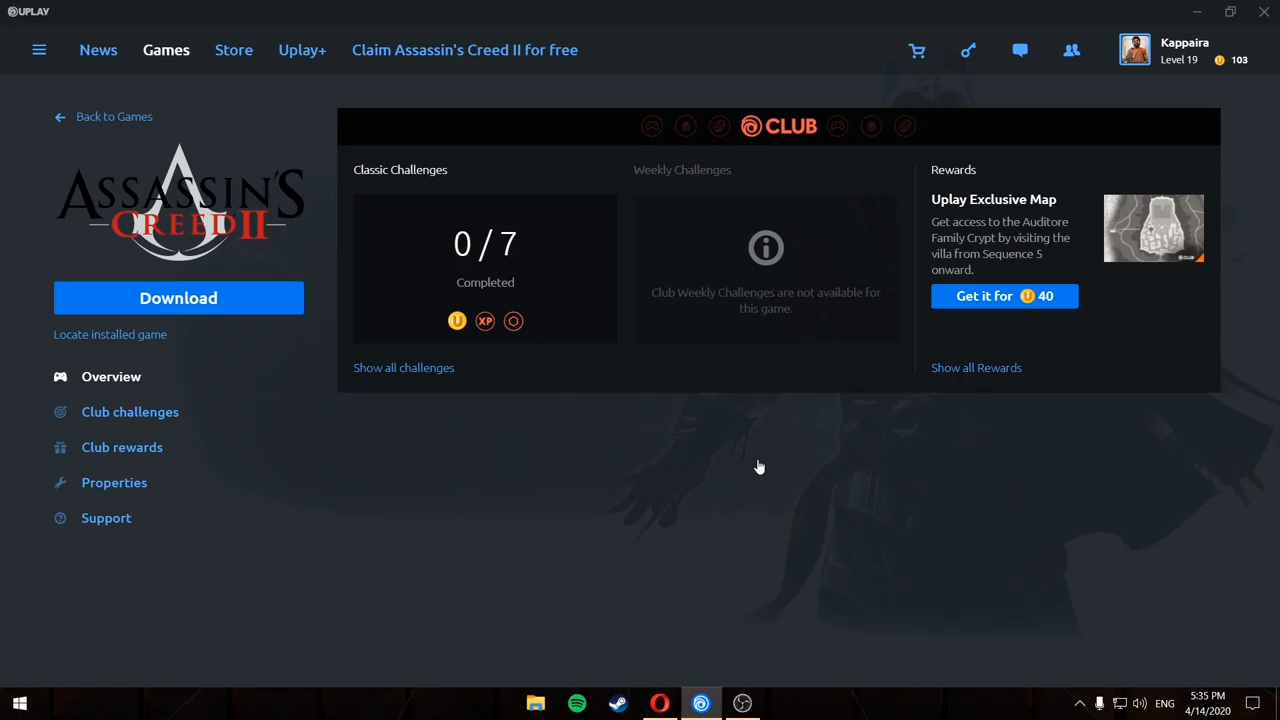 UPLAY
News
Games
Store
Uplay+
Claim Assassin's Creed II for free
Kappaira
Level 19
103
Back to Games
ASSASSIN'S
CREED II
Download
Locate installed game
Overview
Club challenges
Club rewards
Properties
Support
CLUB
Classic Challenges
0 / 7
Completed
XP
Show all challenges
Weekly Challenges
Club Weekly Challenges are not available for
this game.
Rewards
Uplay Exclusive Map
Get access to the Auditore
Family Crypt by visiting the
villa from Sequence 5
onward.
CLUB
Get it for 40
Show all Rewards
ENG
5:35 PM
4/14/2020